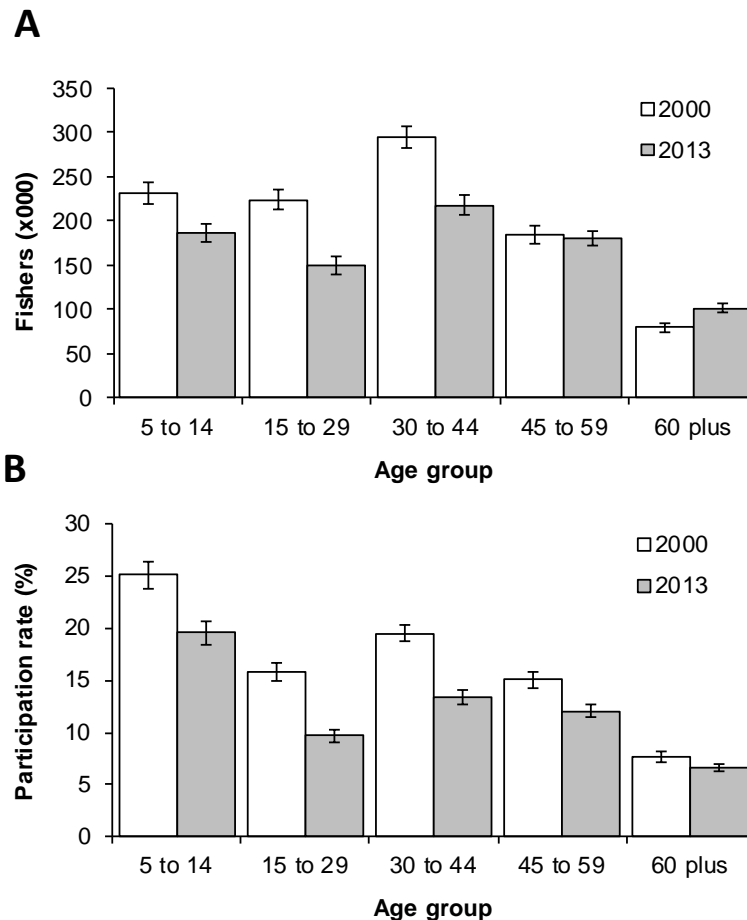 A
350
300
250
200
150
100
50
0
Fishers (x000)
2000
2013
5 to 14 15 to 29 30 to 44 45 to 59 60 plus
Age group
B
30
25
20
15
10
5
0
Participation rate (%)
2000
2013
5 to 14 15 to 29 30 to 44 45 to 59 60 plus
Age group